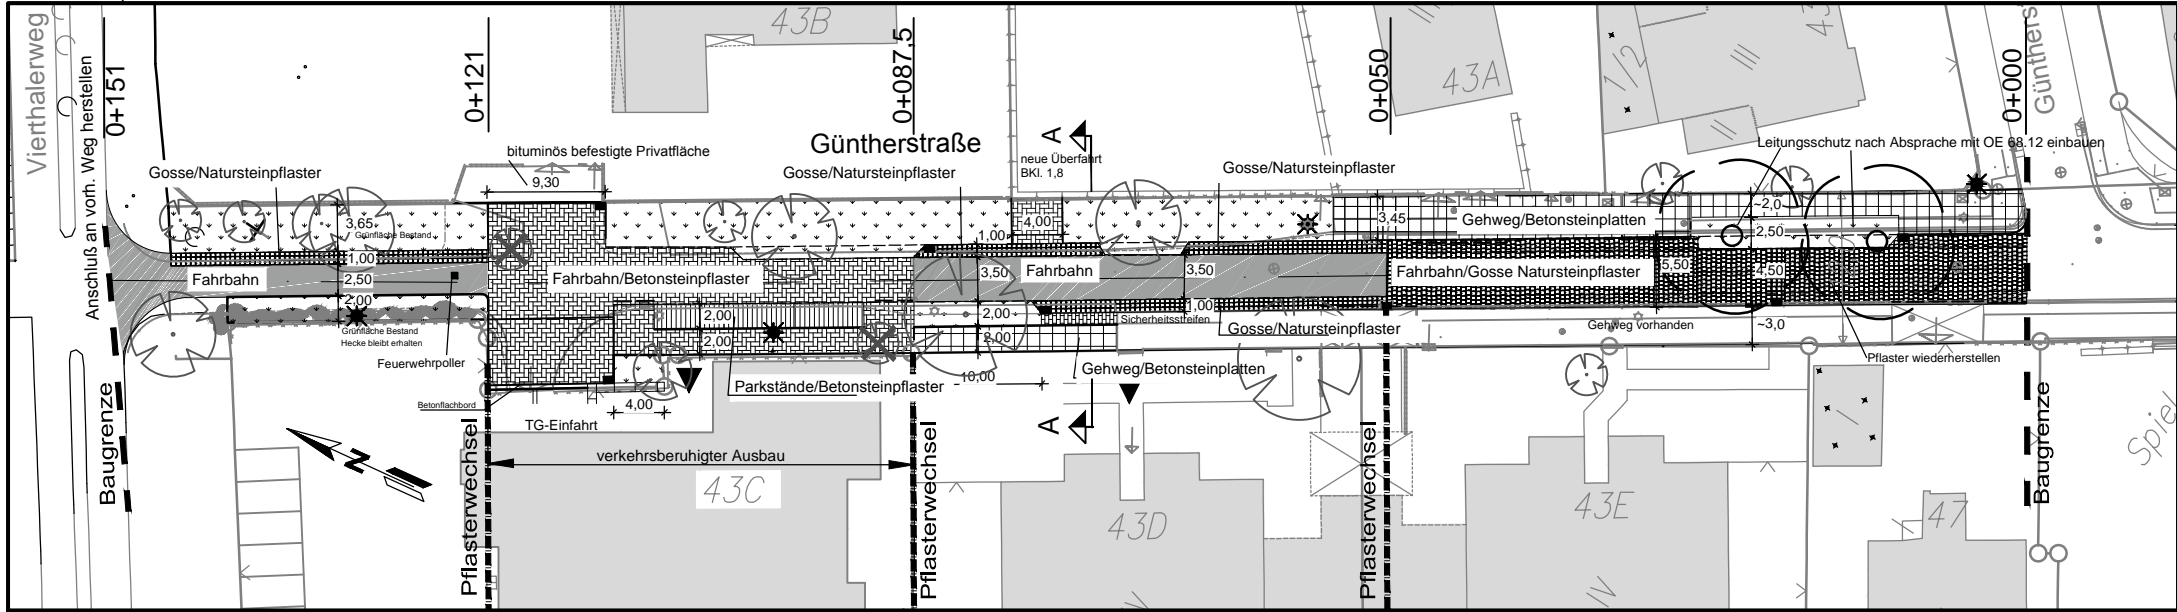 Vierthalerweg
Anschluß an vorh. Weg herstellen
0+151
0+121
0+087,5
0+050
0+000
43B
43A
1/2
43
Günthers
Güntherstraße
bituminös befestigte Privatfläche
9,30
Gosse/Natursteinpflaster
Gosse/Natursteinpflaster
Gosse/Natursteinpflaster
A
neue Überfahrt
BKl. 1,8
Leitungsschutz nach Absprache mit OE 68.12 einbauen
3,65
Grünfläche Bestand
4,00
1,00
3,45
Gehweg/Betonsteinplatten
~2,0
2,50
1,00
Fahrbahn
2,50
2,00
Fahrbahn/Betonsteinpflaster
3,50
Fahrbahn
3,50
Fahrbahn/Gosse Natursteinpflaster
5,50
4,50
Grünfläche Bestand
Hecke bleibt erhalten
Feuerwehrpoller
2,00
2,00
2,00
2,00
1,00
Sicherheitsstreifen
Gosse/Natursteinpflaster
Gehweg vorhanden
~3,0
Pflaster wiederherstellen
Parkstände/Betonsteinpflaster
10,00
Gehweg/Betonsteinplatten
Betonflachbord
4,00
TG-Einfahrt
A
N
verkehrsberuhigter Ausbau
Baugrenze
Pflasterwechsel
Pflasterwechsel
Pflasterwechsel
Baugrenze
43C
43D
43E
47
Spiel
III
IV